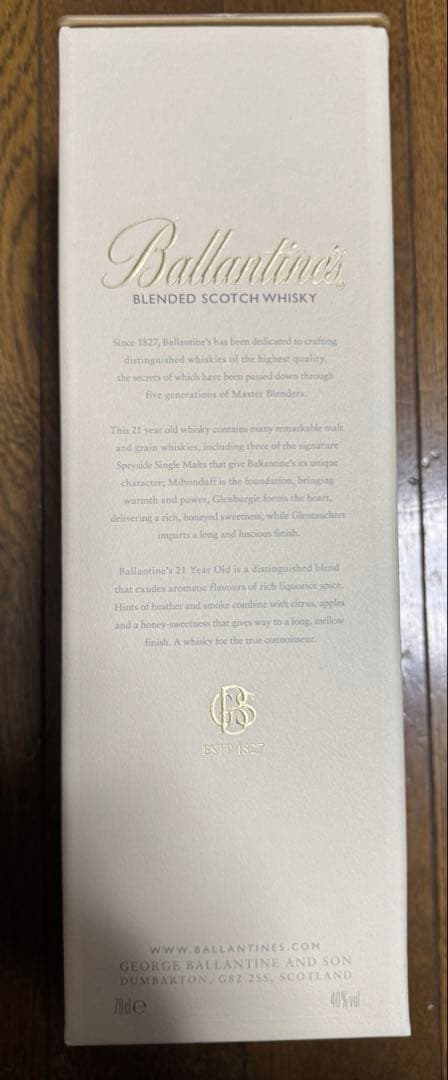 Ballantine's
BLENDED SCOTCH WHISKY
Since 1827, Ballantine's has been dedicated to crafting
distinguished whiskies of the highest quality,
the secrets of which have been passed down through
five generations of Master Blenders.
This 21 year old whisky contains many remarkable malt
and grain whiskies, including three of the signature
Speyside Single Malts that give Ballantine's its unique
character; Miltonduff is the foundation, bringing
warmth and power, Glenburgie forms the heart,
delivering a rich, honeyed sweetness, while Glentauchers
imparts a long and luscious finish.
Ballantine's 21 Year Old is a distinguished blend
that exudes aromatic flavours of rich liquorice spice.
Hints of heather and smoke combine with citrus, apples
and a honey-sweetness that gives way to a long, mellow
finish. A whisky for the true connoisseur.
GBS
ESTD 1827
WWW.BALLANTINES.COM
GEORGE BALLANTINE AND SON
DUMBARTON, G82 2SS, SCOTLAND
70cl e 40%vol